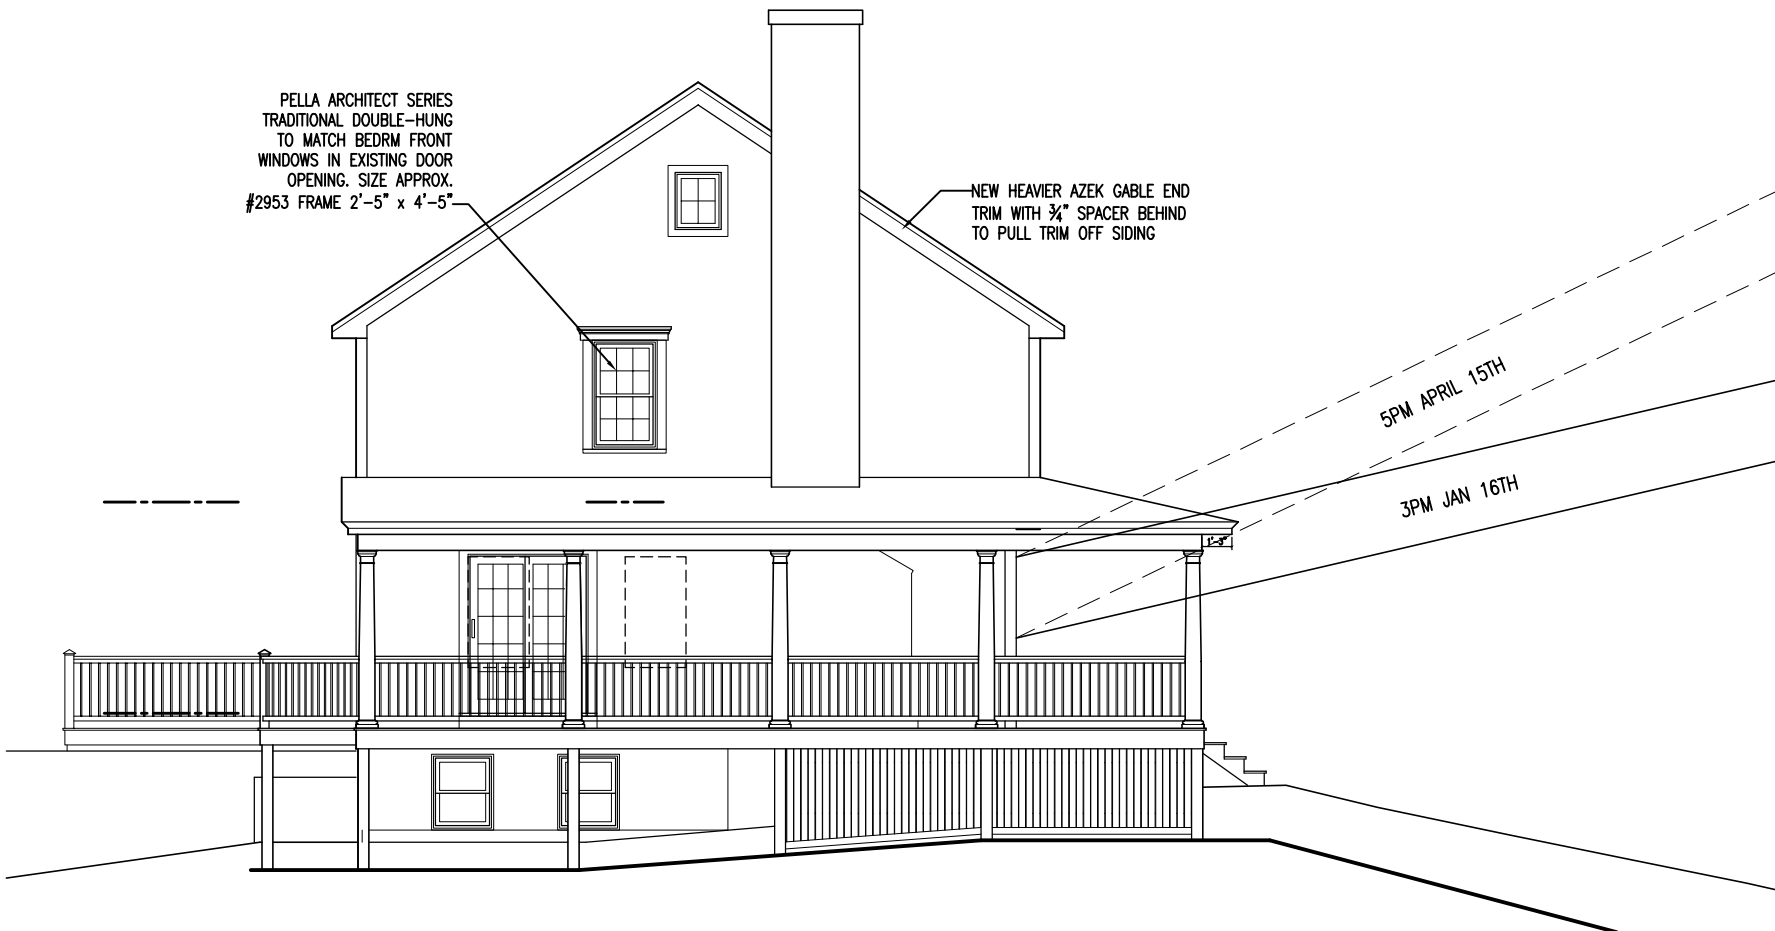 PELLA ARCHITECT SERIES
TRADITIONAL DOUBLE-HUNG
TO MATCH BEDRM FRONT
WINDOWS IN EXISTING DOOR
OPENING. SIZE APPROX.
#2953 FRAME 2'-5" x 4'-5"
NEW HEAVIER AZEK GABLE END
TRIM WITH ¾" SPACER BEHIND
TO PULL TRIM OFF SIDING
5PM APRIL 15TH
3PM JAN 16TH
1'-3"